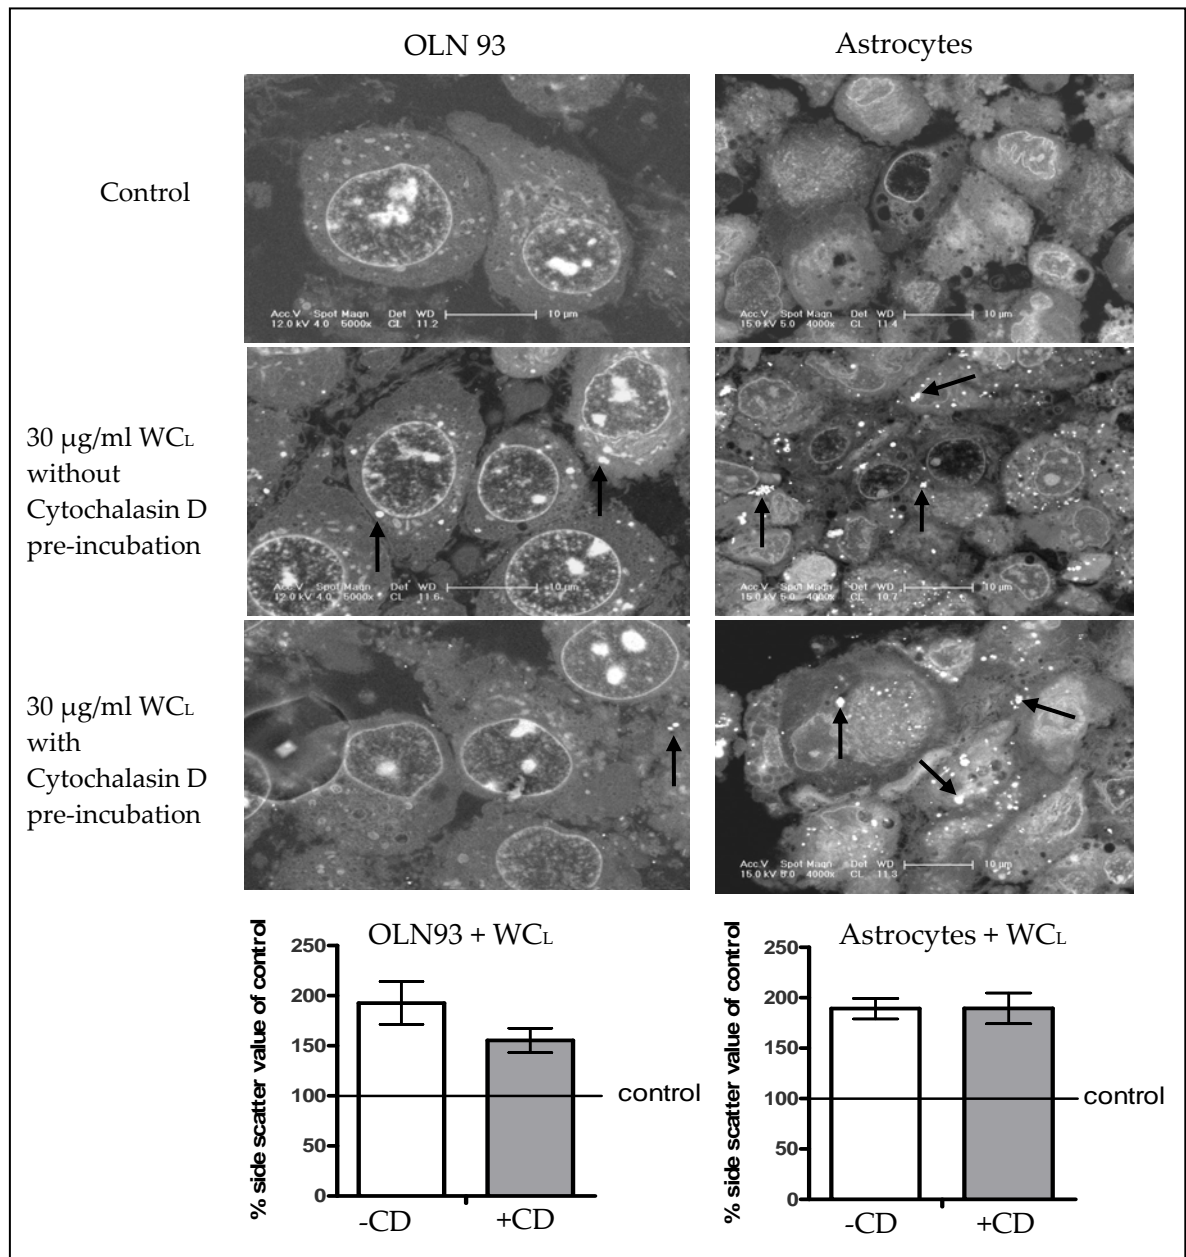 OLN 93
Astrocytes
Control
Acc.V Spot Magn Det WD 10 µm
12.0 kV 4.0 5000x CL 11.2
Acc.V Spot Magn Det WD 10 µm
15.0 kV 5.0 4000x CL 11.4
30 µg/ml WCL
without
Cytochalasin D
pre-incubation
Acc.V Spot Magn Det WD 10 µm
12.0 kV 4.0 5000x CL 11.6
Acc.V Spot Magn Det WD 10 µm
15.0 kV 5.0 4000x CL 10.7
30 µg/ml WCL
with
Cytochalasin D
pre-incubation
Acc.V Spot Magn Det WD 10 µm
15.0 kV 5.0 4000x CL 11.3
OLN93 + WCL
% side scatter value of control
250
200
150
100
50
0
control
-CD +CD
Astrocytes + WCL
% side scatter value of control
250
200
150
100
50
0
control
-CD +CD